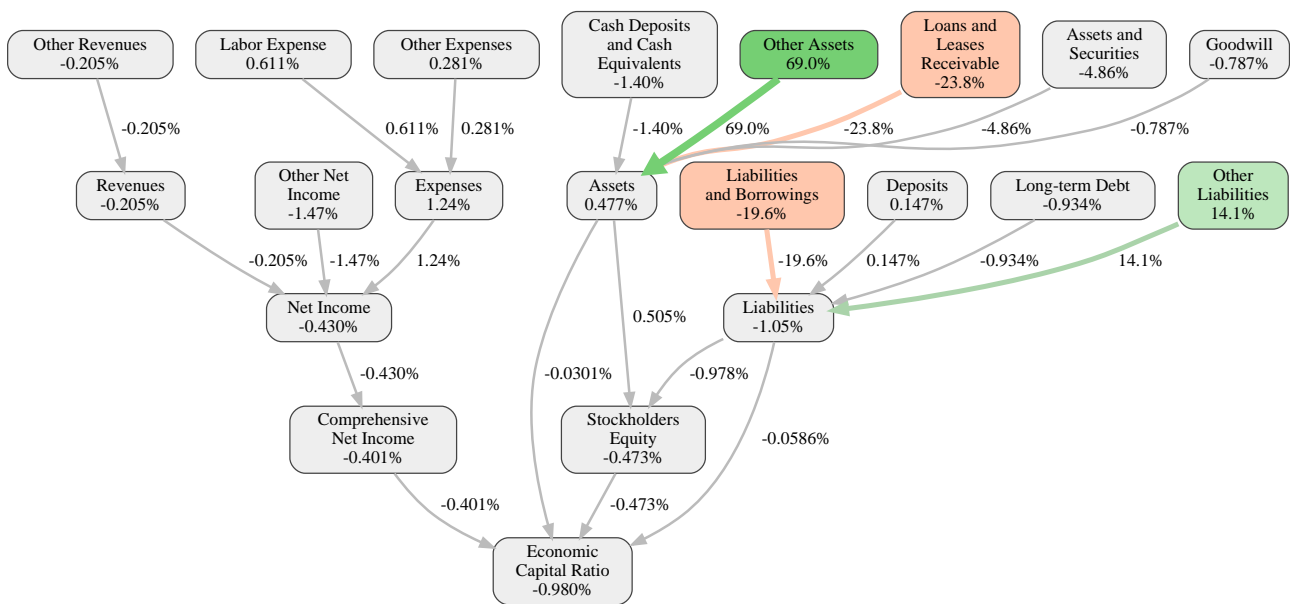 Other Revenues
-0.205%
Labor Expense
0.611%
Other Expenses
0.281%
Cash Deposits
and Cash
Equivalents
-1.40%
Other Assets
69.0%
Loans and
Leases
Receivable
-23.8%
Assets and
Securities
-4.86%
Goodwill
-0.787%
-0.205%
0.611%
0.281%
-1.40%
69.0%
-23.8%
-4.86%
-0.787%
Revenues
-0.205%
Other Net
Income
-1.47%
Expenses
1.24%
Assets
0.477%
Liabilities
and Borrowings
-19.6%
Deposits
0.147%
Long-term Debt
-0.934%
Other
Liabilities
14.1%
-0.205%
-1.47%
1.24%
-19.6%
0.147%
-0.934%
14.1%
Net Income
-0.430%
Liabilities
-1.05%
0.505%
-0.430%
-0.0301%
-0.978%
Comprehensive
Net Income
-0.401%
Stockholders
Equity
-0.473%
-0.0586%
-0.401%
-0.473%
Economic
Capital Ratio
-0.980%